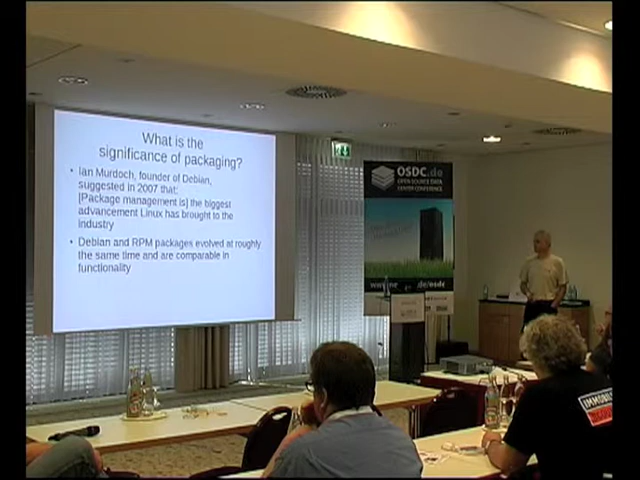 What is the
significance of packaging?
• Ian Murdoch, founder of Debian,
suggested in 2007 that:
[Package management is] the biggest
advancement Linux has brought to the
industry
• Debian and RPM packages evolved at roughly
the same time and are comparable in
functionality
OSDC.de
OPEN SOURCE DATA
CENTER CONFERENCE
.de/osdc